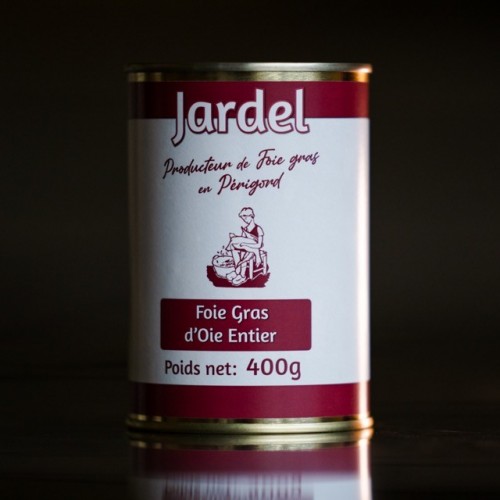 Jardel
Producteur de Foie gras
en Périgord
Foie Gras
d'Oie Entier
Poids net: 400g